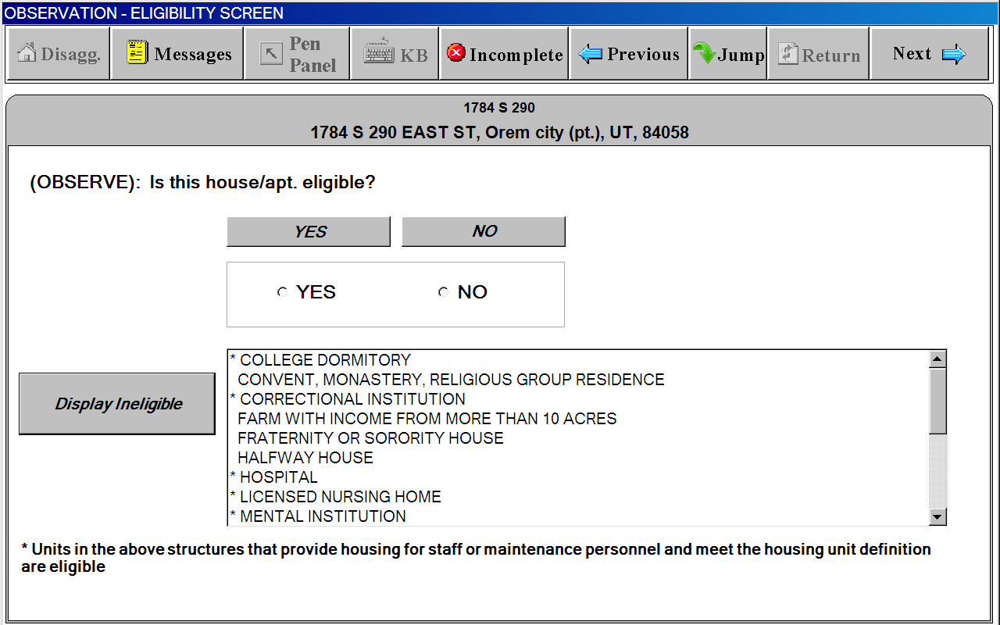 OBSERVATION - ELIGIBILITY SCREEN
Disagg. Messages Pen Panel KB Incomplete Previous Jump Return Next
1784 S 290
1784 S 290 EAST ST, Orem city (pt.), UT, 84058
(OBSERVE): Is this house/apt. eligible?
YES NO
YES NO
Display Ineligible
* COLLEGE DORMITORY
CONVENT, MONASTERY, RELIGIOUS GROUP RESIDENCE
* CORRECTIONAL INSTITUTION
FARM WITH INCOME FROM MORE THAN 10 ACRES
FRATERNITY OR SORORITY HOUSE
HALFWAY HOUSE
* HOSPITAL
* LICENSED NURSING HOME
* MENTAL INSTITUTION
* Units in the above structures that provide housing for staff or maintenance personnel and meet the housing unit definition
are eligible